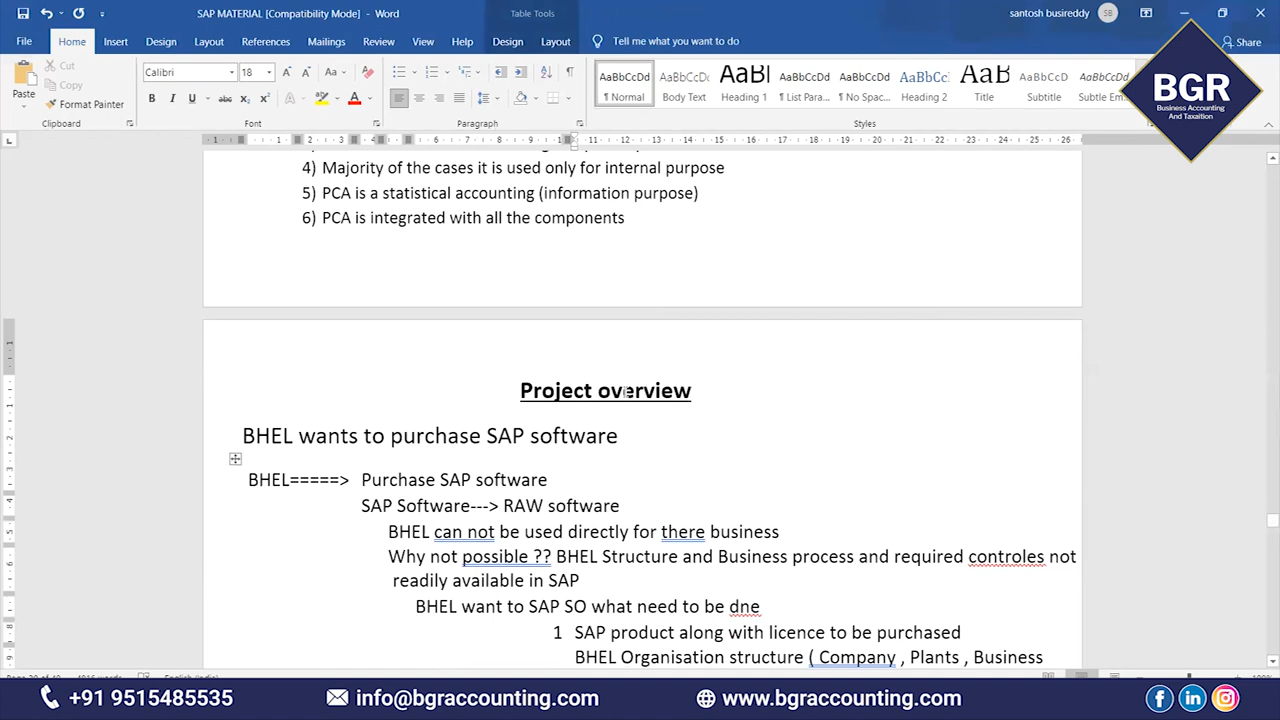 SAP MATERIAL [Compatibility Mode] - Word
Table Tools
santosh busireddy
SB
File
Home
Insert
Design
Layout
References
Mailings
Review
View
Help
Design
Layout
Tell me what you want to do
Share
Paste
Cut
Copy
Format Painter
Calibri
18
AaBbCcDd
AaBbCcDd
AaBbCcDd
AaBbCcDd
AaBbCc
AaBbCcDd
AaBbCcDd
¶ Normal
Body Text
Heading 1
¶ List Para...
¶ No Spac...
Heading 2
Title
Subtitle
Subtle Em...
Clipboard
Font
Paragraph
Styles
BGR
Business Accounting
And Taxaition
4) Majority of the cases it is used only for internal purpose
5) PCA is a statistical accounting (information purpose)
6) PCA is integrated with all the components
Project overview
BHEL wants to purchase SAP software
BHEL=====> Purchase SAP software
SAP Software---> RAW software
BHEL can not be used directly for there business
Why not possible ?? BHEL Structure and Business process and required controles not
readily available in SAP
BHEL want to SAP SO what need to be dne
1 SAP product along with licence to be purchased
BHEL Organisation structure ( Company , Plants , Business
+91 9515485535
info@bgraccounting.com
www.bgraccounting.com